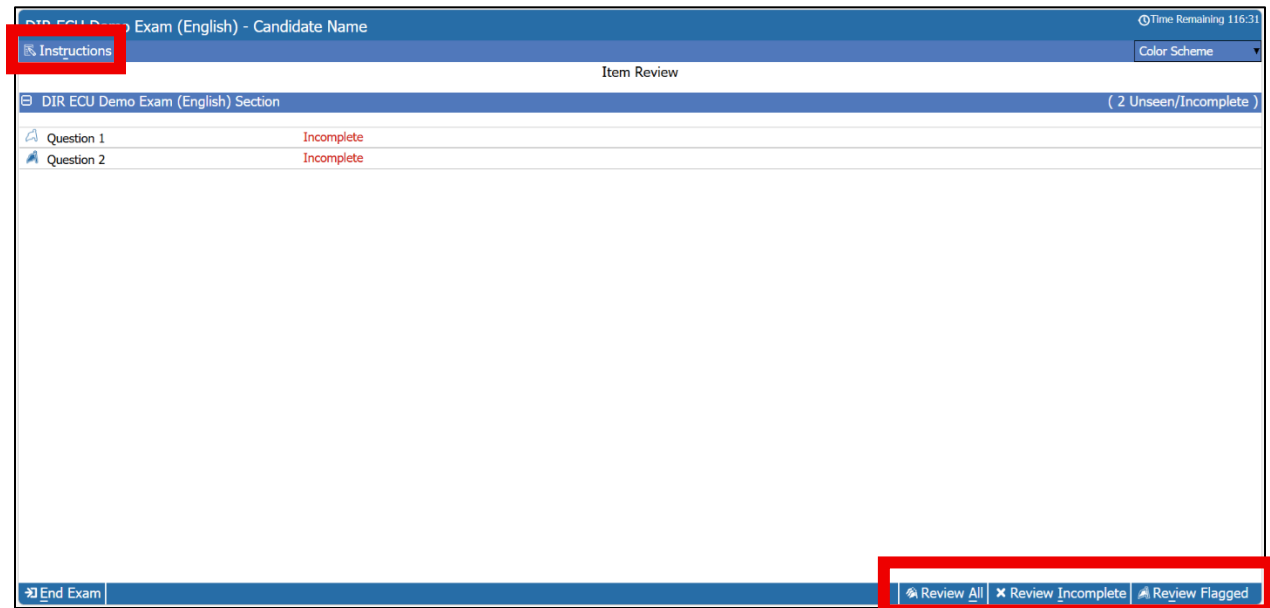 DIR ECU Demo Exam (English) - Candidate Name
Time Remaining 116:31
Instructions
Color Scheme
Item Review
DIR ECU Demo Exam (English) Section ( 2 Unseen/Incomplete )
Question 1 Incomplete
Question 2 Incomplete
End Exam Review All Review Incomplete Review Flagged